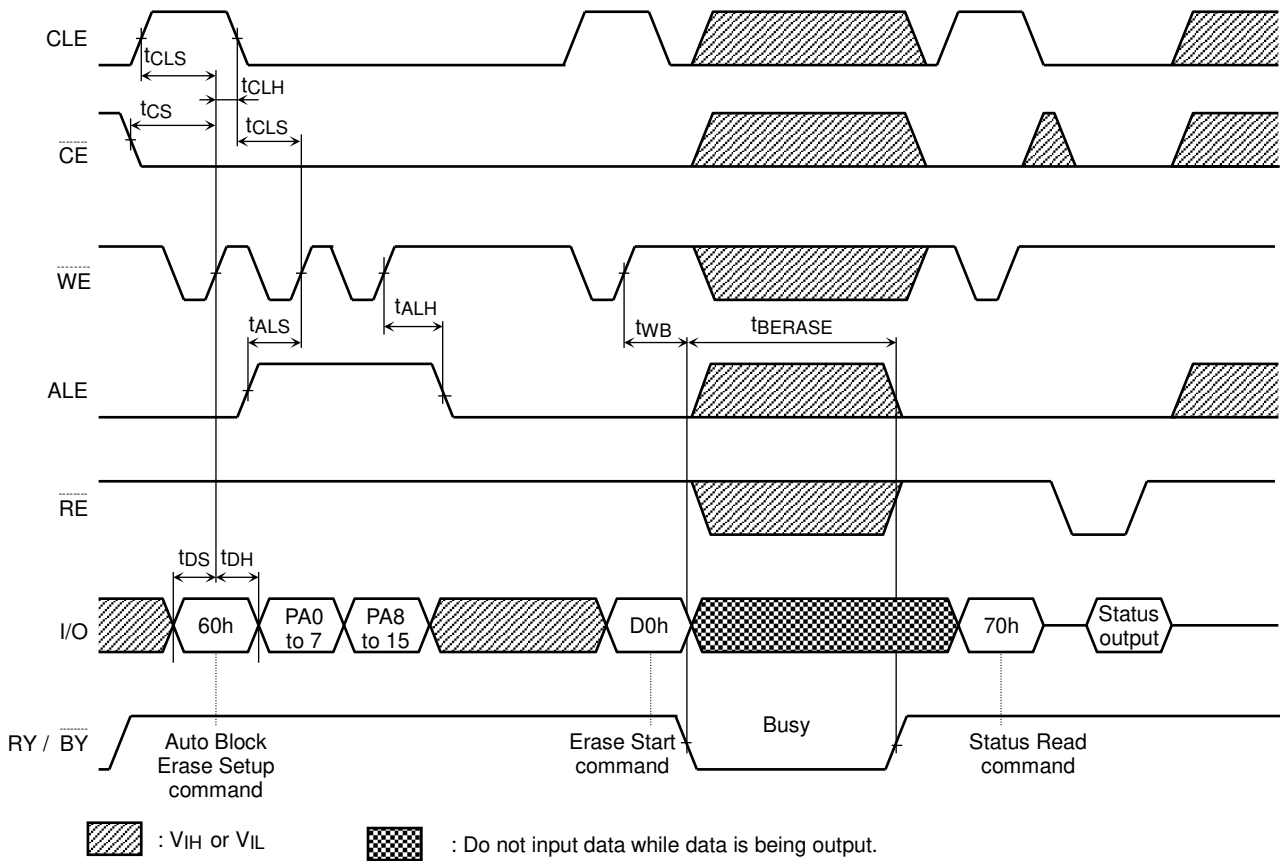 CLE
tCLS
tCLH
tCS
tCLS
CE
WE
tALS
tALH
tWB
tBERASE
ALE
RE
tDS
tDH
I/O
60h
PA0
to 7
PA8
to 15
D0h
70h
Status
output
RY / BY
Busy
Auto Block
Erase Setup
command
Erase Start
command
Status Read
command
: VIH or VIL
: Do not input data while data is being output.